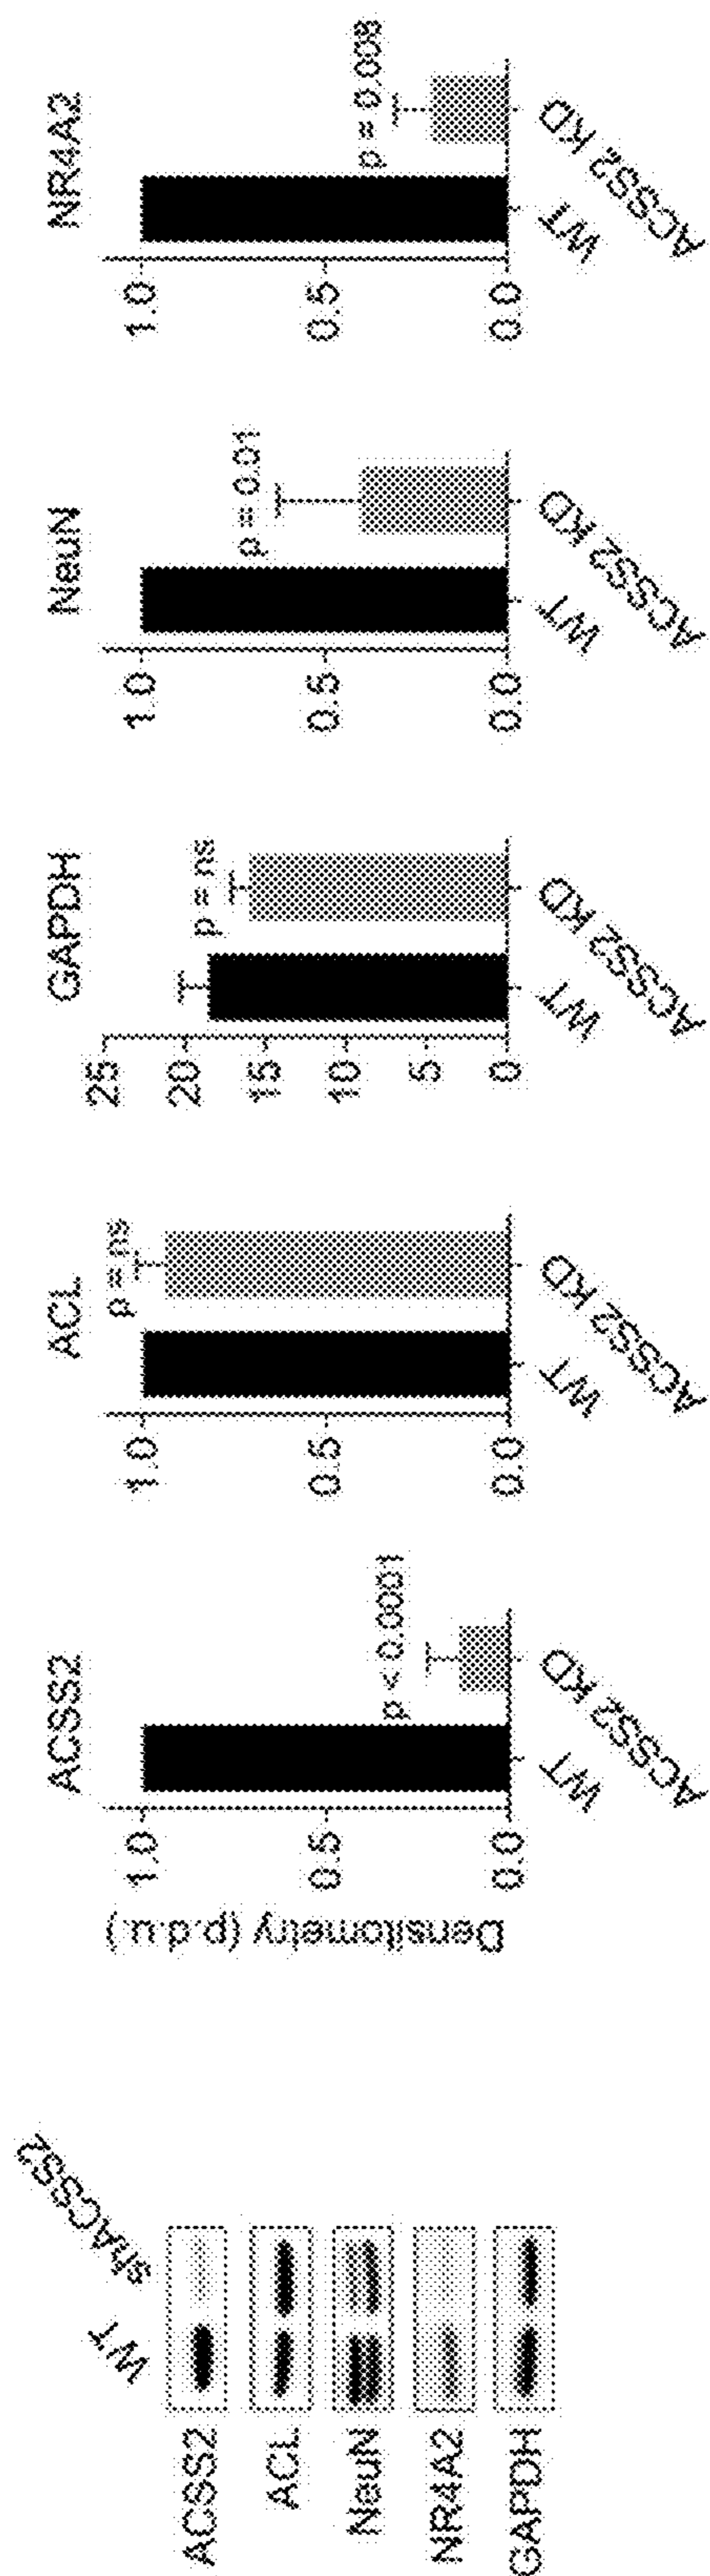 WT shACSS2
ACSS2
ACL
NeuN
NR4A2
GAPDH
Densitometry (p.d.u.)
ACSS2
1.0
0.5
0.0
p < 0.0001
WT
ACSS2 KD
ACL
1.0
0.5
0.0
p = ns
WT
ACSS2 KD
GAPDH
25
20
15
10
5
0
p = ns
WT
ACSS2 KD
NeuN
1.0
0.5
0.0
p = 0.01
WT
ACSS2 KD
NR4A2
1.0
0.5
0.0
p = 0.008
WT
ACSS2 KD